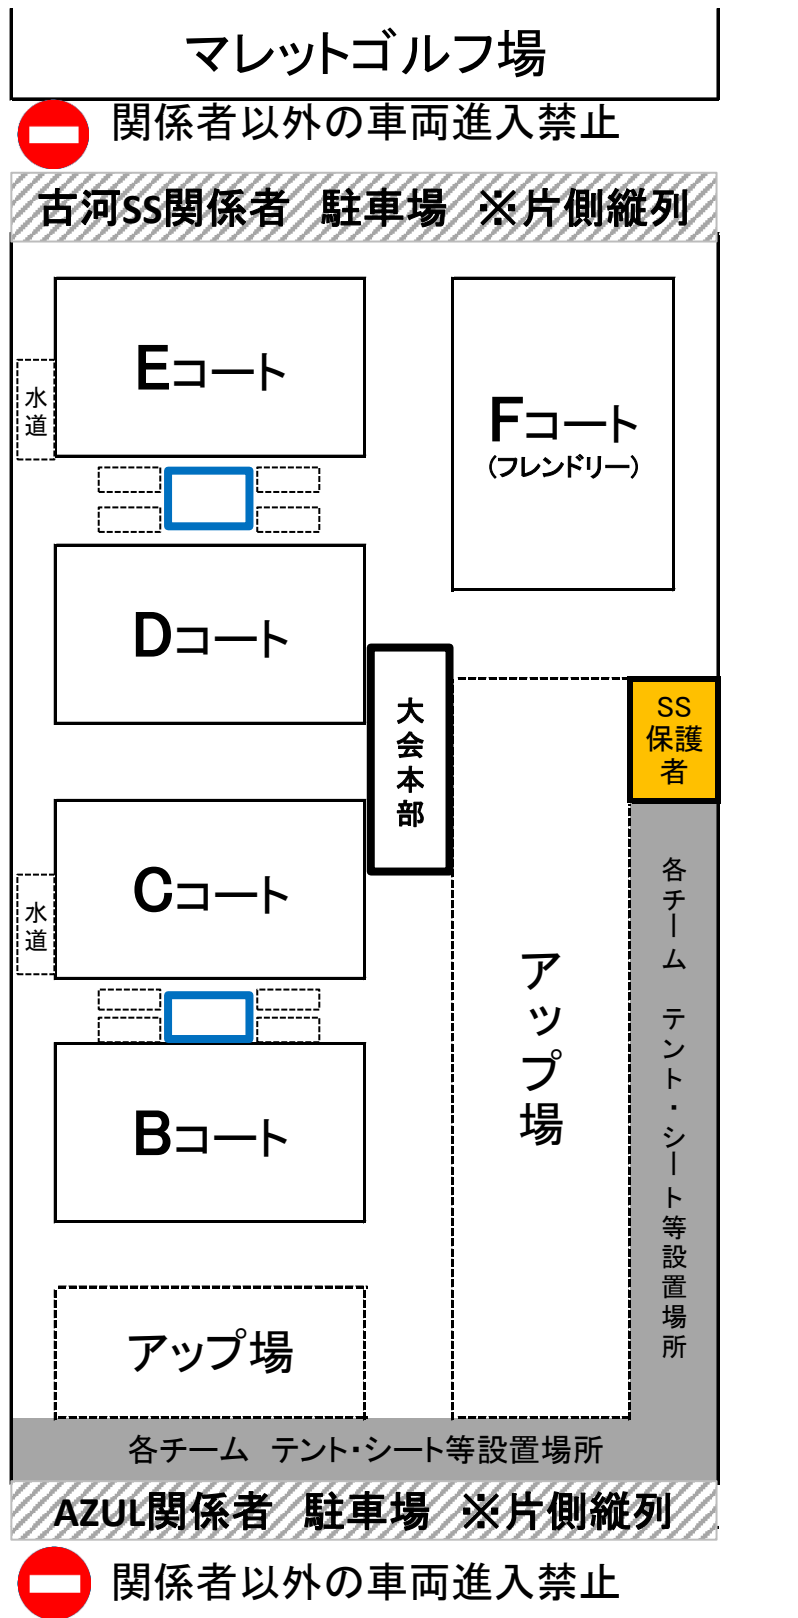 マレットゴルフ場
関係者以外の車両進入禁止
古河SS関係者　駐車場　※片側縦列
Eコート
水道
Fコート
(フレンドリー)
Dコート
大会本部
SS
保護
者
Cコート
水道
各チーム　テント・シート等設置場所
アップ場
Bコート
アップ場
各チーム　テント・シート等設置場所
AZUL関係者　駐車場　※片側縦列
関係者以外の車両進入禁止